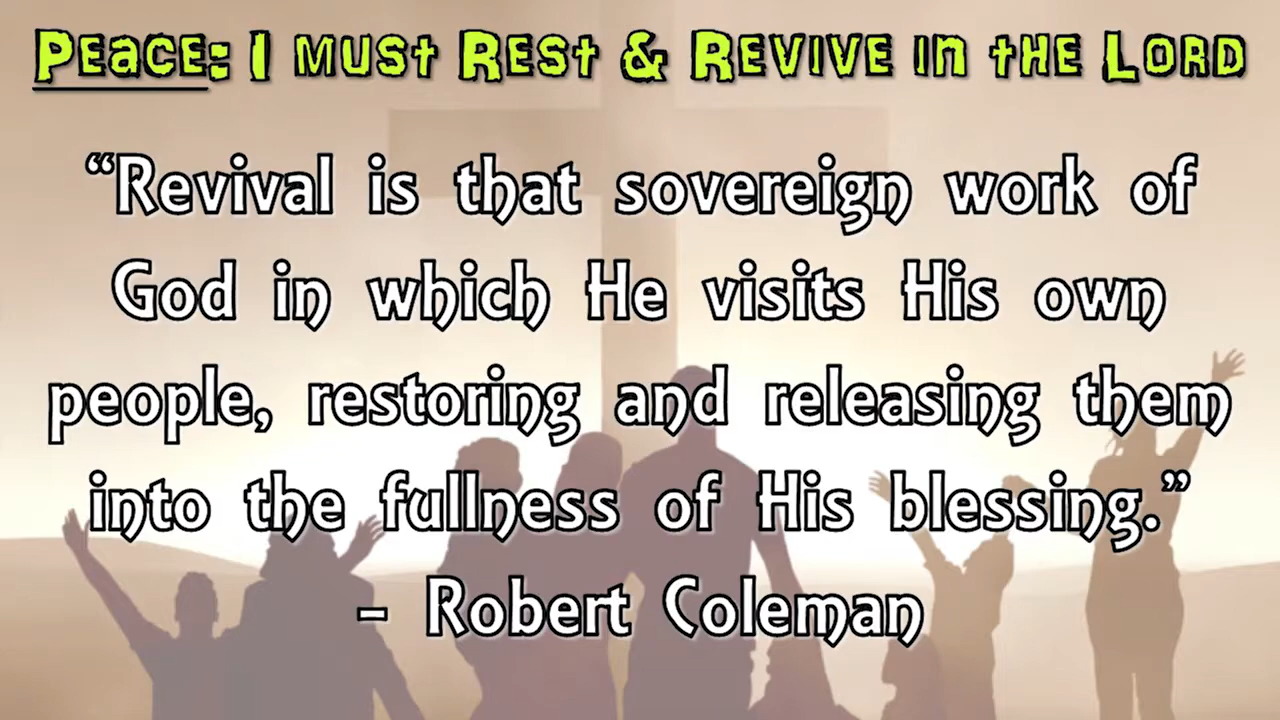 Peace: I must Rest & Revive in the Lord
“Revival is that sovereign work of
God in which He visits His own
people, restoring and releasing them
into the fullness of His blessing.”
- Robert Coleman